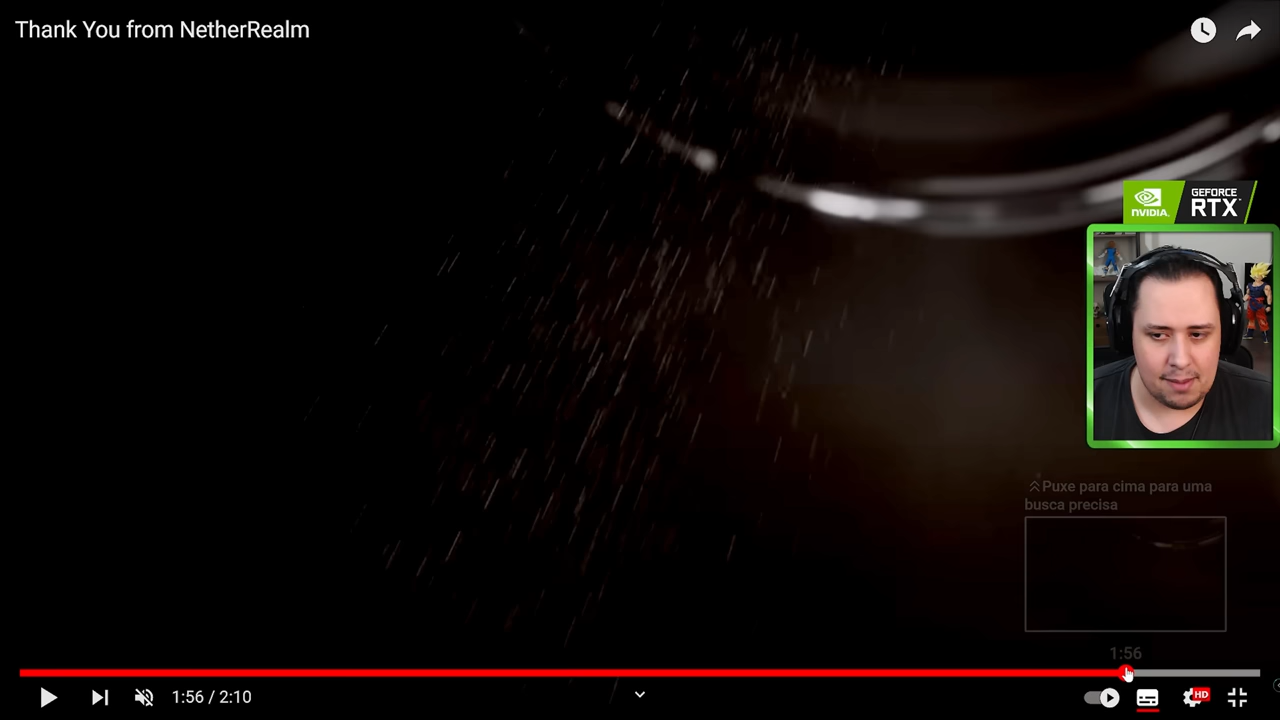 Thank You from NetherRealm
NVIDIA.
GEFORCE
RTX
Puxe para cima para uma
busca precisa
1:56
1:56 / 2:10
HD